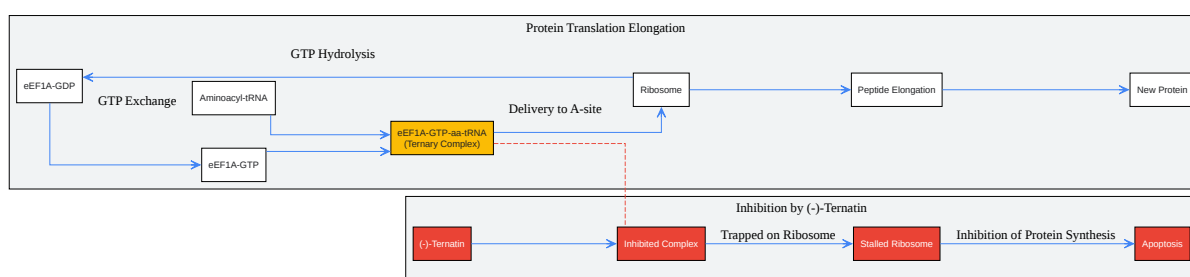 Protein Translation Elongation
GTP Hydrolysis
eEF1A-GDP
GTP Exchange
Aminoacyl-tRNA
Ribosome
Peptide Elongation
New Protein
Delivery to A-site
eEF1A-GTP-aa-tRNA
(Ternary Complex)
eEF1A-GTP
Inhibition by (-)-Ternatin
(-)-Ternatin
Inhibited Complex
Trapped on Ribosome
Stalled Ribosome
Inhibition of Protein Synthesis
Apoptosis